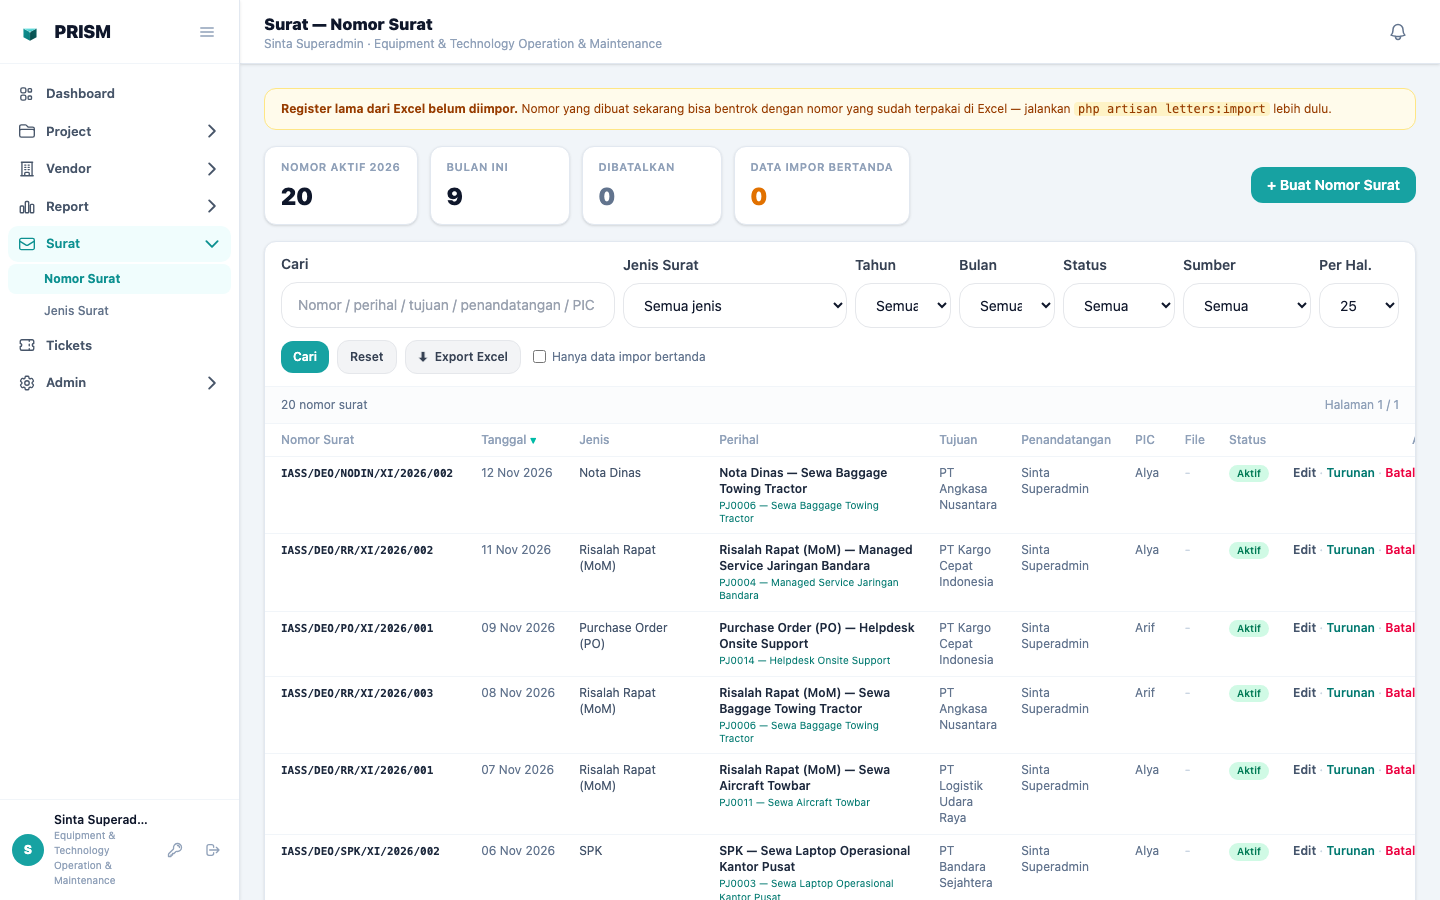 PRISM
Surat — Nomor Surat
Sinta Superadmin · Equipment & Technology Operation & Maintenance
Dashboard
Project
Vendor
Report
Surat
Nomor Surat
Jenis Surat
Tickets
Admin
Register lama dari Excel belum diimpor. Nomor yang dibuat sekarang bisa bentrok dengan nomor yang sudah terpakai di Excel — jalankan php artisan letters:import lebih dulu.
NOMOR AKTIF 2026
20
BULAN INI
9
DIBATALKAN
0
DATA IMPOR BERTANDA
0
+ Buat Nomor Surat
Cari Jenis Surat Tahun Bulan Status Sumber Per Hal.
Nomor / perihal / tujuan / penandatangan / PIC Semua jenis Semua Semua Semua Semua 25
Cari Reset ⬇ Export Excel Hanya data impor bertanda
20 nomor surat Halaman 1 / 1
Nomor Surat Tanggal ▼ Jenis Perihal Tujuan Penandatangan PIC File Status
IASS/DEO/NODIN/XI/2026/002 12 Nov 2026 Nota Dinas Nota Dinas — Sewa Baggage PT Sinta Alya – Aktif Edit · Turunan · Batal
Towing Tractor Angkasa Superadmin
PJ0006 — Sewa Baggage Towing Nusantara
Tractor
IASS/DEO/RR/XI/2026/002 11 Nov 2026 Risalah Rapat Risalah Rapat (MoM) — Managed PT Kargo Sinta Alya – Aktif Edit · Turunan · Batal
(MoM) Service Jaringan Bandara Cepat Superadmin
PJ0004 — Managed Service Jaringan Indonesia
Bandara
IASS/DEO/PO/XI/2026/001 09 Nov 2026 Purchase Order Purchase Order (PO) — Helpdesk PT Kargo Sinta Arif – Aktif Edit · Turunan · Batal
(PO) Onsite Support Cepat Superadmin
PJ0014 — Helpdesk Onsite Support Indonesia
IASS/DEO/RR/XI/2026/003 08 Nov 2026 Risalah Rapat Risalah Rapat (MoM) — Sewa PT Sinta Arif – Aktif Edit · Turunan · Batal
(MoM) Baggage Towing Tractor Angkasa Superadmin
PJ0006 — Sewa Baggage Towing Nusantara
Tractor
IASS/DEO/RR/XI/2026/001 07 Nov 2026 Risalah Rapat Risalah Rapat (MoM) — Sewa PT Sinta Alya – Aktif Edit · Turunan · Batal
(MoM) Aircraft Towbar Logistik Superadmin
PJ0011 — Sewa Aircraft Towbar Udara
Raya
IASS/DEO/SPK/XI/2026/002 06 Nov 2026 SPK SPK — Sewa Laptop Operasional PT Sinta Alya – Aktif Edit · Turunan · Batal
Kantor Pusat Bandara Superadmin
PJ0003 — Sewa Laptop Operasional Sejahtera
Kantor Pusat
S
Sinta Superad...
Equipment &
Technology
Operation &
Maintenance